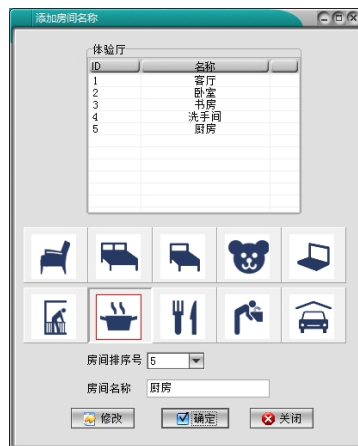 添加房间名称
体验厅
ID 名称
1 客厅
2 卧室
3 书房
4 洗手间
5 厨房
房间排序号 5
房间名称 厨房
修改 确定 关闭